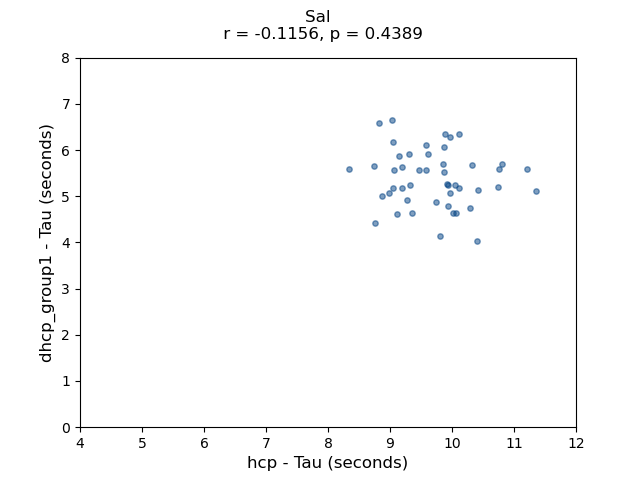 Sal
r = -0.1156, p = 0.4389
8
7
6
5
4
3
2
1
0
dhcp_group1 - Tau (seconds)
4 5 6 7 8 9 10 11 12
hcp - Tau (seconds)